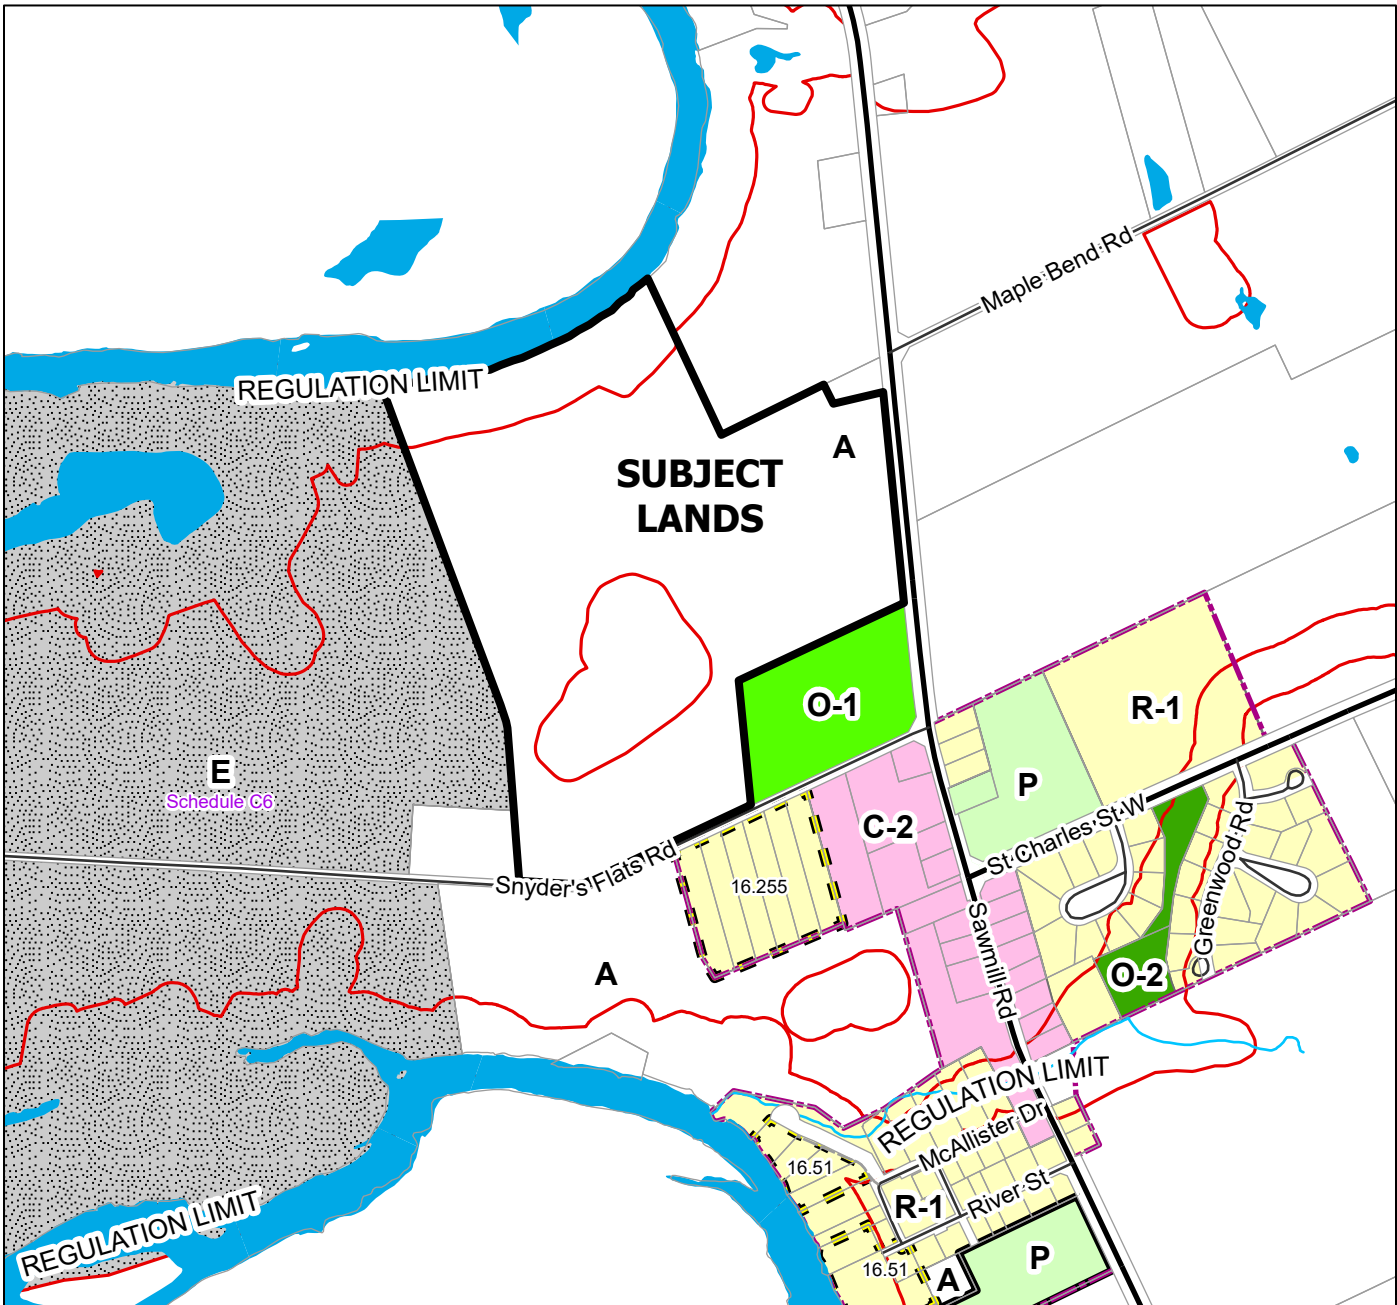 Maple Bend Rd
REGULATION LIMIT
A
SUBJECT
LANDS
O-1
R-1
E
Schedule C6
P
C-2
St Charles St W
Greenwood Rd
Snyder's Flats Rd
16.255
Sawmill Rd
A
O-2
REGULATION LIMIT
McAllister Dr
16.51
R-1
River St
REGULATION LIMIT
16.51
A
P